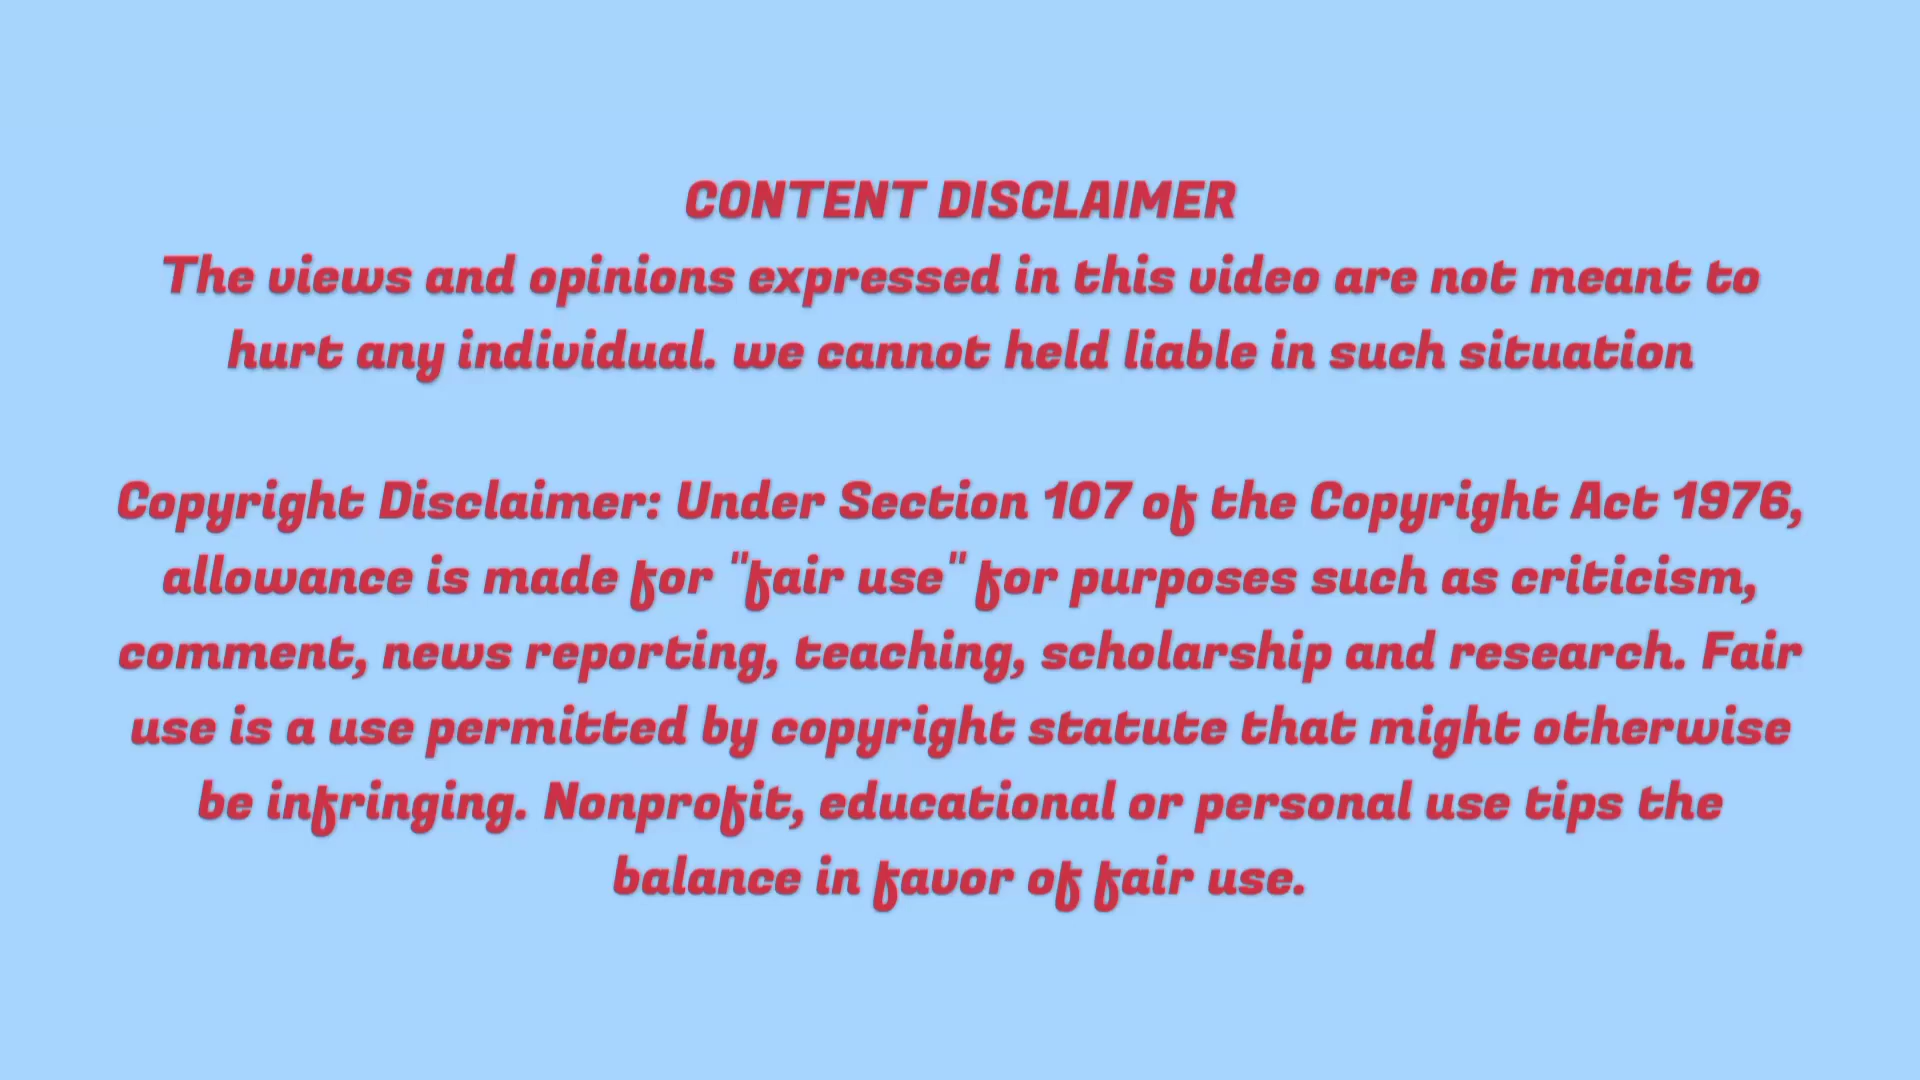 CONTENT DISCLAIMER
The views and opinions expressed in this video are not meant to
hurt any individual. we cannot held liable in such situation
Copyright Disclaimer: Under Section 107 of the Copyright Act 1976,
allowance is made for "fair use" for purposes such as criticism,
comment, news reporting, teaching, scholarship and research. Fair
use is a use permitted by copyright statute that might otherwise
be infringing. Nonprofit, educational or personal use tips the
balance in favor of fair use.